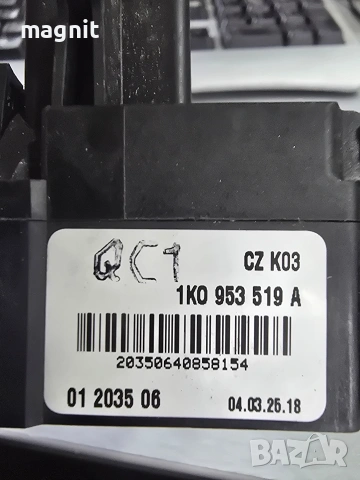 magnit
QC1
CZ K03
1K0 953 519 A
20350640858154
01 2035 06
04.03.26.18
BAZAR